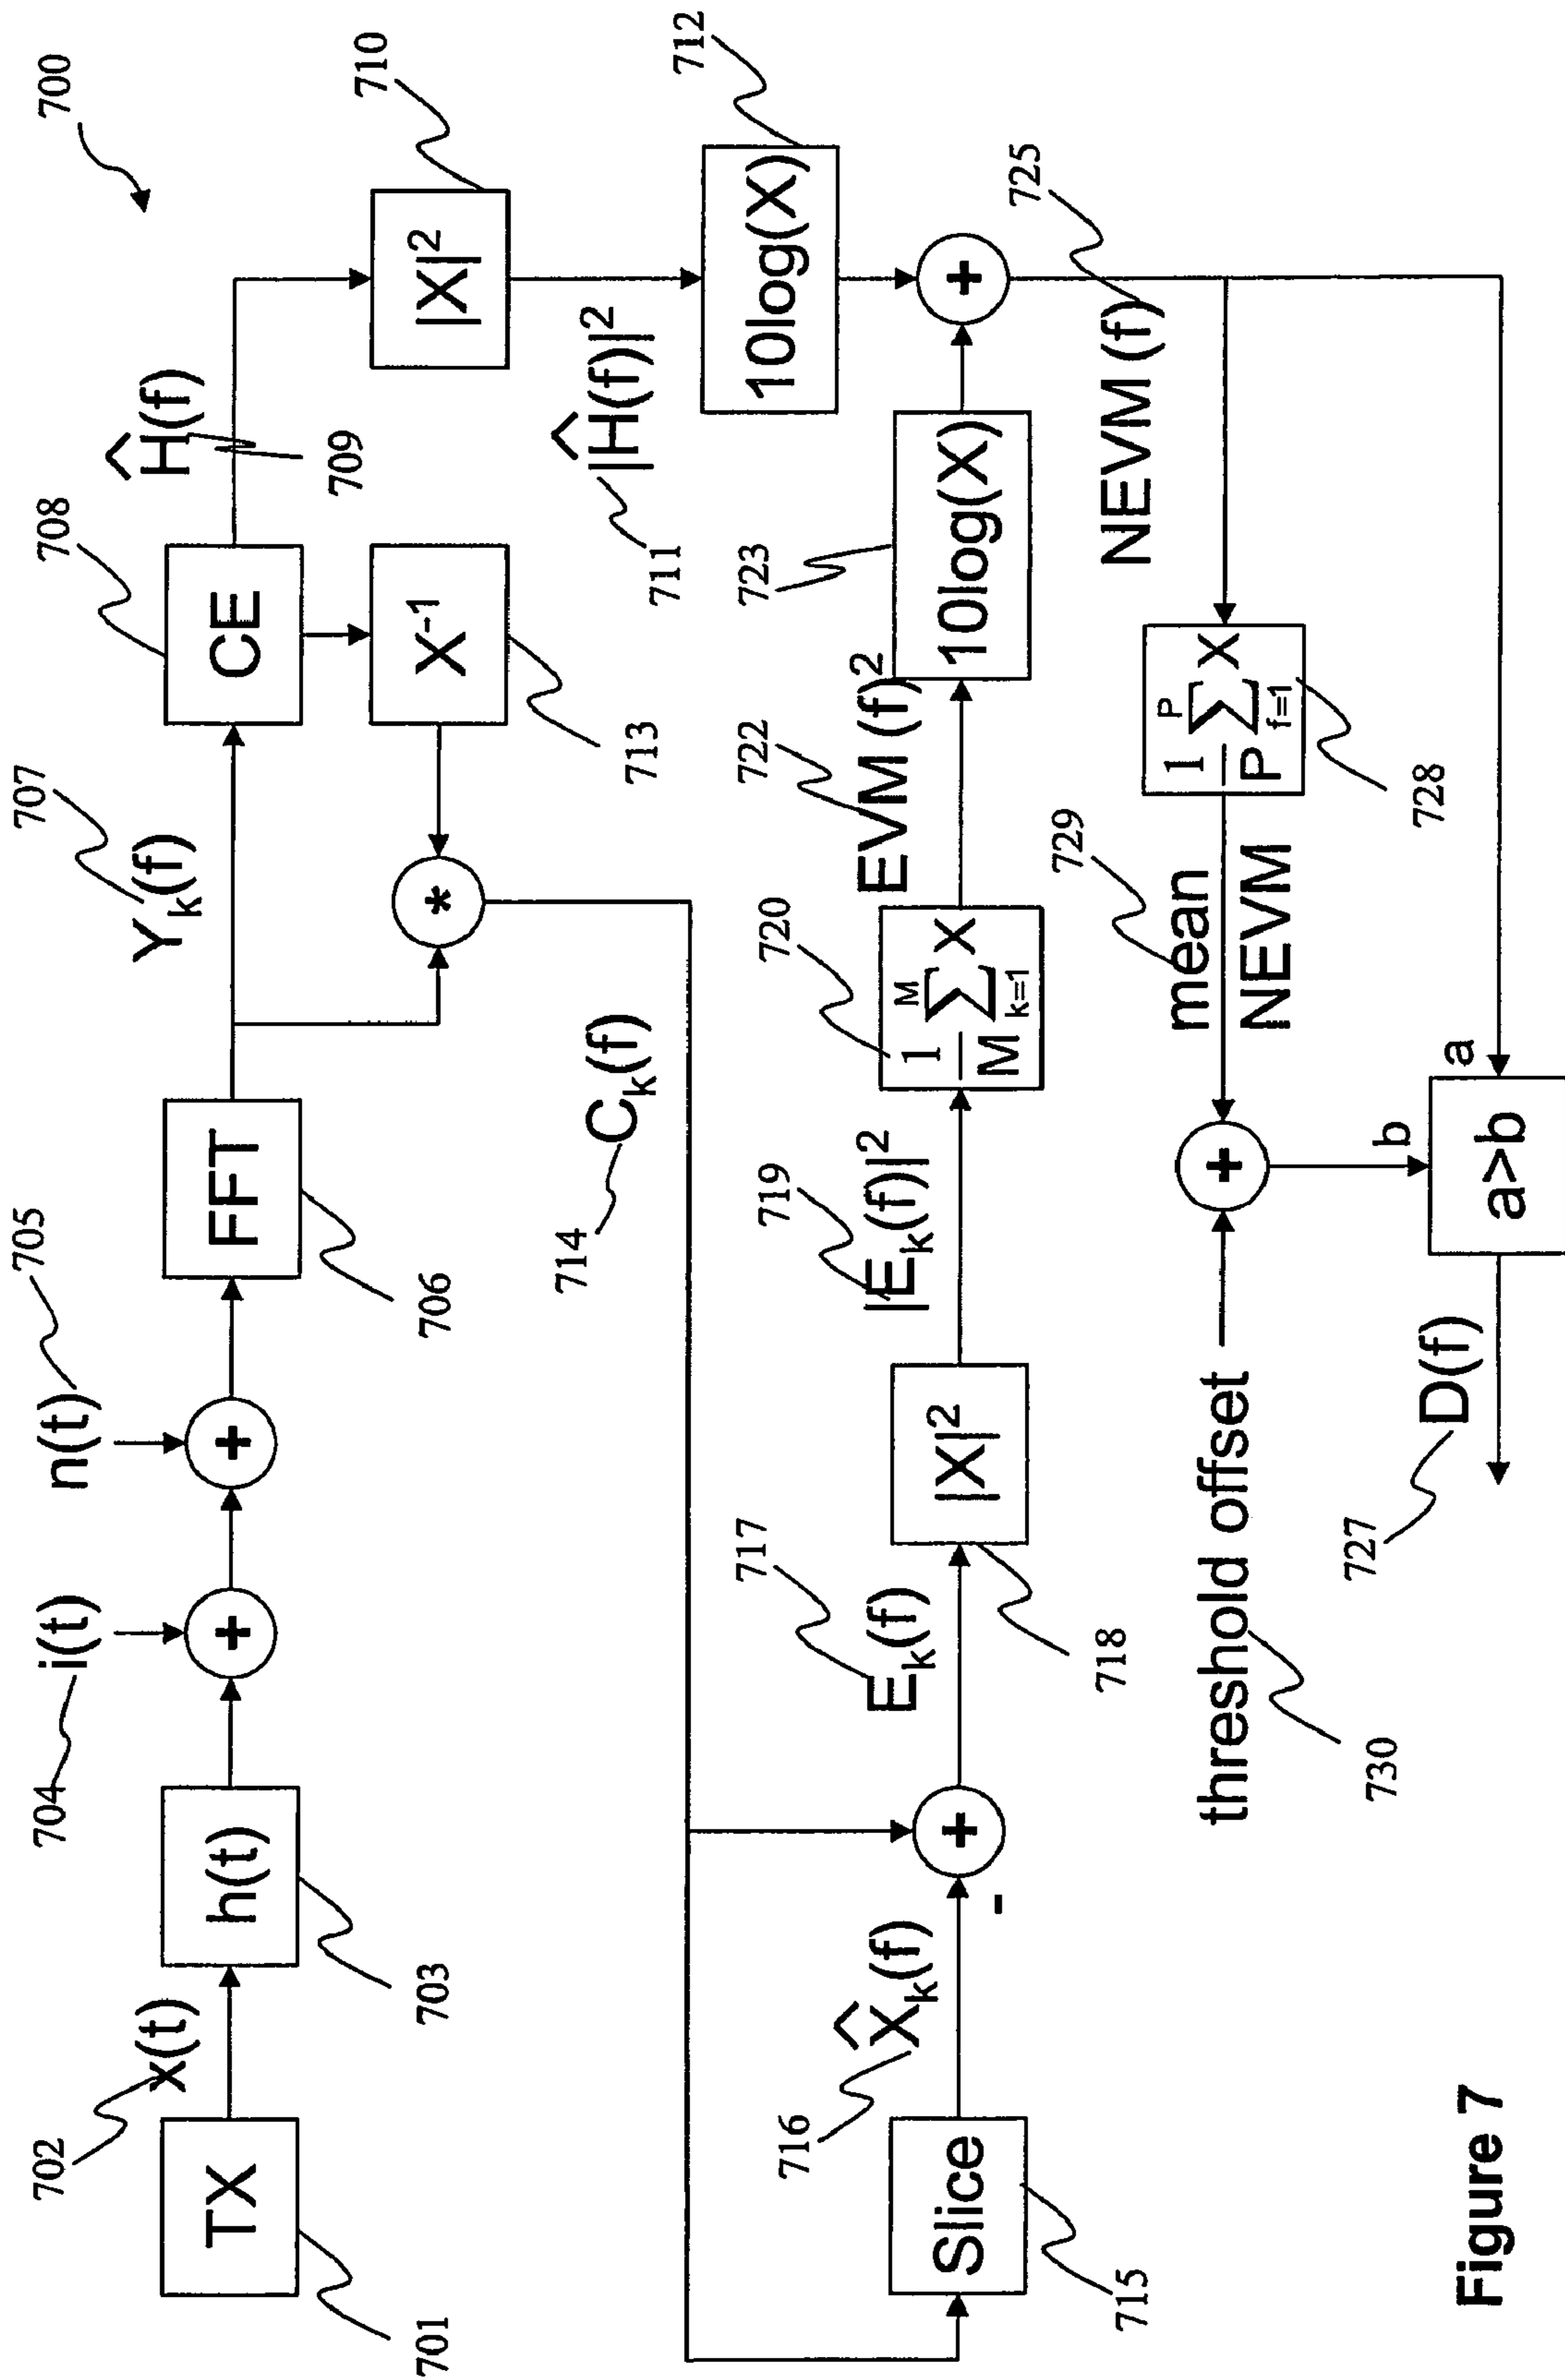 700
702
x(t)
TX
701
h(t)
703
704
i(t)
n(t)
705
FFT
706
707
Y_k(f)
708
CE
X⁻¹
713
*
Ĥ(f)
709
|X|²
710
|Ĥ(f)|²
711
10log(X)
712
714
C_k(f)
Slice
715
716
X̂_k(f)
+
-
717
E_k(f)
|X|²
718
719
|E_k(f)|²
720
1/M ∑_{k=1}^{M} X
722
EVM (f)²
723
10log(X)
+
725
NEVM (f)
1/P ∑_{f=1}^{P} X
728
729
mean
NEVM
+
+
+
threshold offset
730
a
b
a>b
D(f)
727
Figure 7